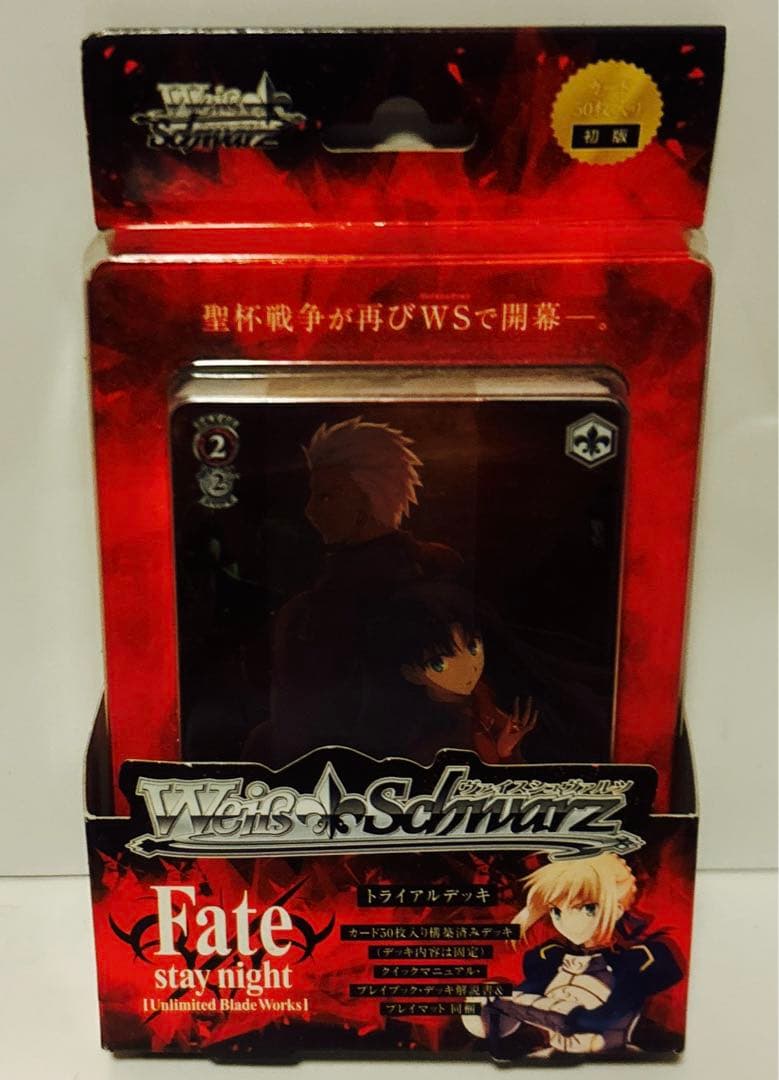 Weiß Schwarz
カード
50枚入り
初版
聖杯戦争が再びWSで開幕―。
2
2
ヴァイスシュヴァルツ
Weiß Schwarz
Fate
stay night
[Unlimited Blade Works]
トライアルデッキ
カード50枚入り構築済みデッキ
(デッキ内容は固定)
クイックマニュアル・
プレイブック・デッキ解説書&
プレイマット同梱